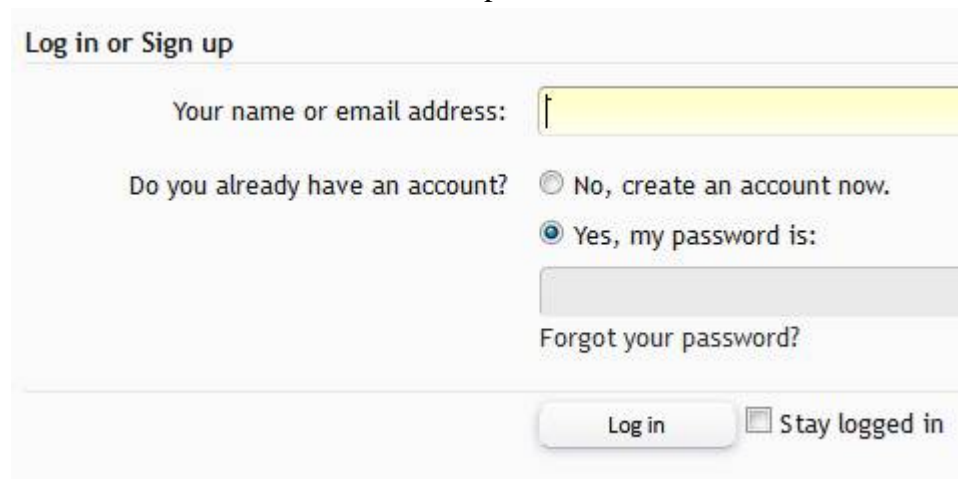 Log in or Sign up
Your name or email address:
Do you already have an account?
No, create an account now.
Yes, my password is:
Forgot your password?
Log in
Stay logged in